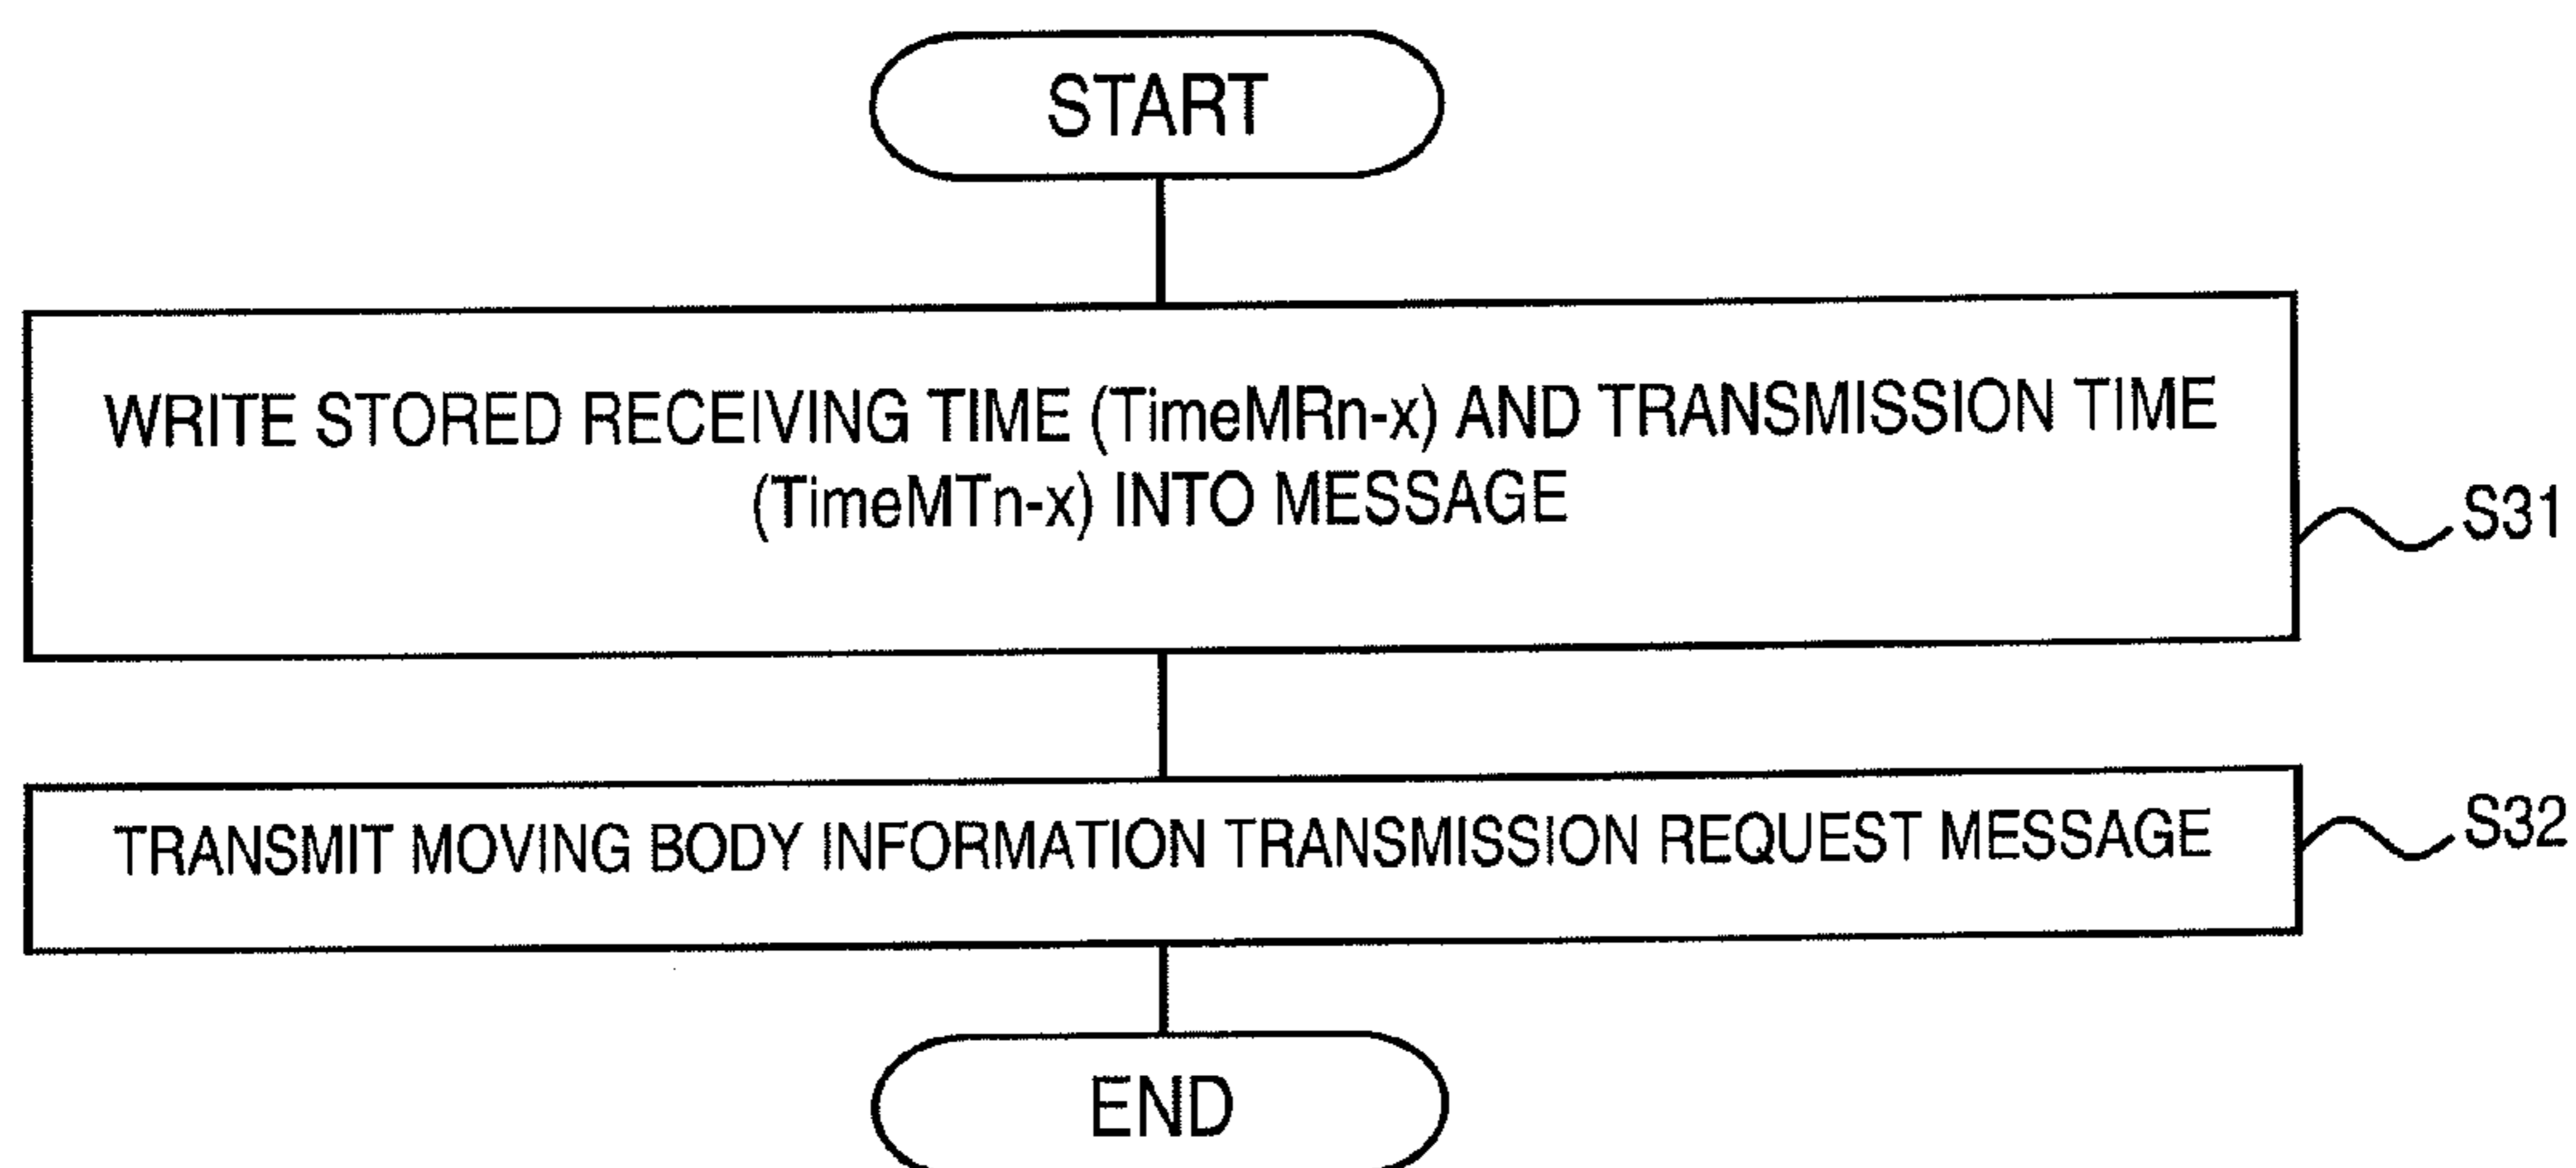 START
WRITE STORED RECEIVING TIME (TimeMRn-x) AND TRANSMISSION TIME
(TimeMTn-x) INTO MESSAGE
S31
TRANSMIT MOVING BODY INFORMATION TRANSMISSION REQUEST MESSAGE
S32
END